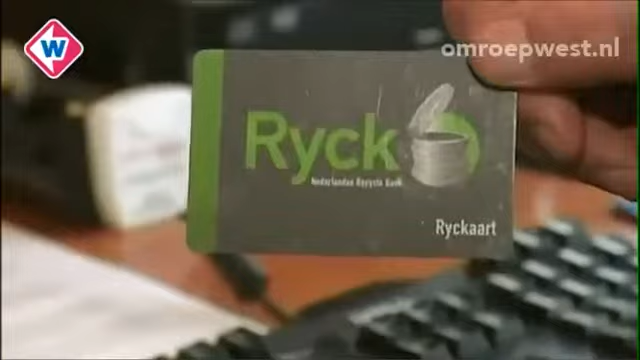 W
omroepwest.nl
Ryck
Nederlandse Recycle Bank
Ryckaart